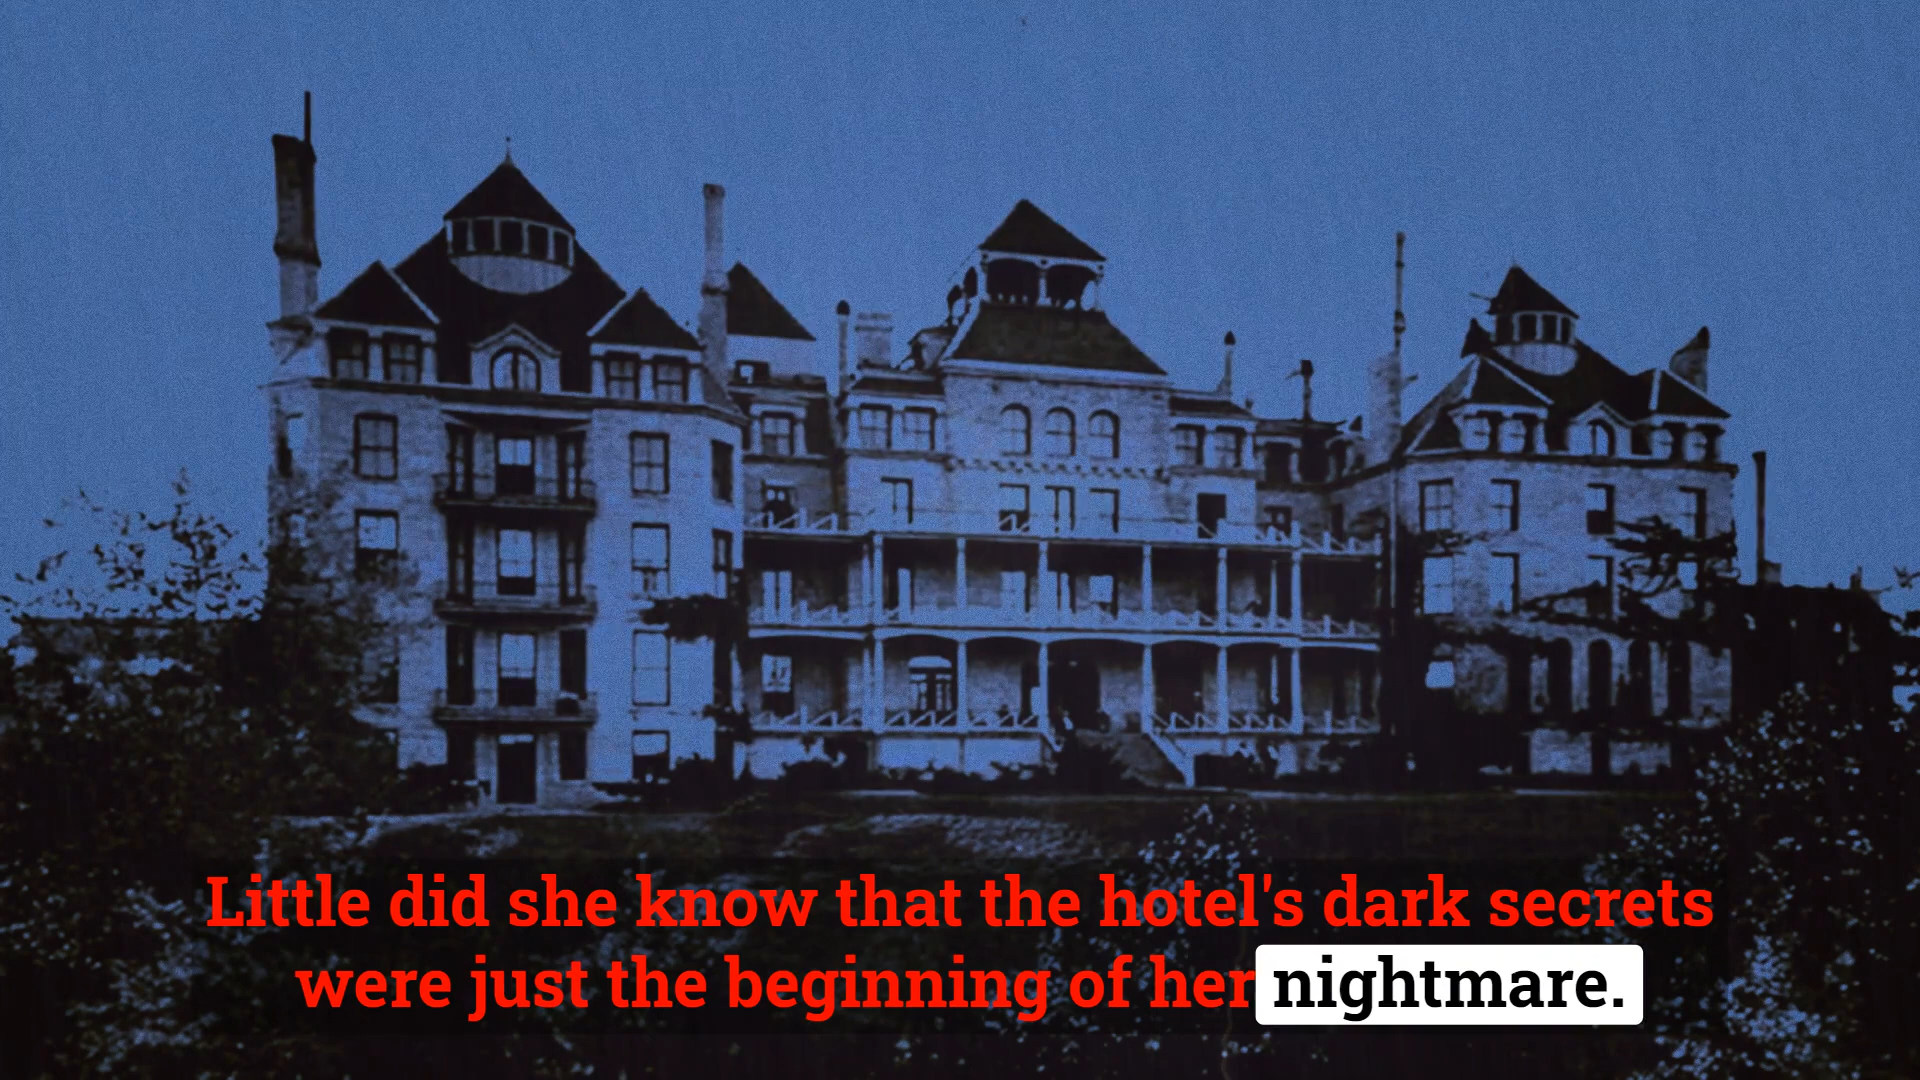 Little did she know that the hotel's dark secrets
were just the beginning of her nightmare.